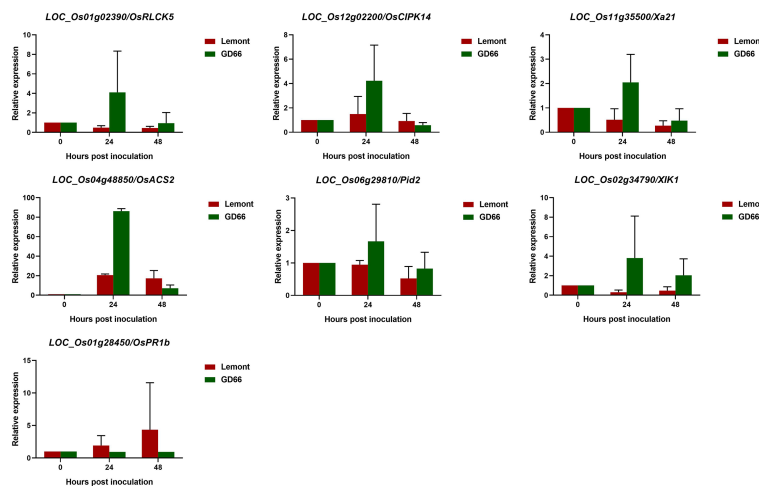 LOC_Os01g02390/OsRLCK5
10
8
6
4
2
0
Relative expression
0
24
48
Hours post inoculation
Lemont
GD66
LOC_Os12g02200/OsCIPK14
8
6
4
2
0
Relative expression
0
24
48
Hours post inoculation
Lemont
GD66
LOC_Os11g35500/Xa21
4
3
2
1
0
Relative expression
0
24
48
Hours post inoculation
Lemont
GD66
LOC_Os04g48850/OsACS2
100
80
60
40
20
0
Relative expression
0
24
48
Hours post inoculation
Lemont
GD66
LOC_Os06g29810/Pid2
3
2
1
0
Relative expression
0
24
48
Hours post inoculation
Lemont
GD66
LOC_Os02g34790/XIK1
10
8
6
4
2
0
Relative expression
0
24
48
Hours post inoculation
Lemont
GD66
LOC_Os01g28450/OsPR1b
15
10
5
0
Relative expression
0
24
48
Hours post inoculation
Lemont
GD66